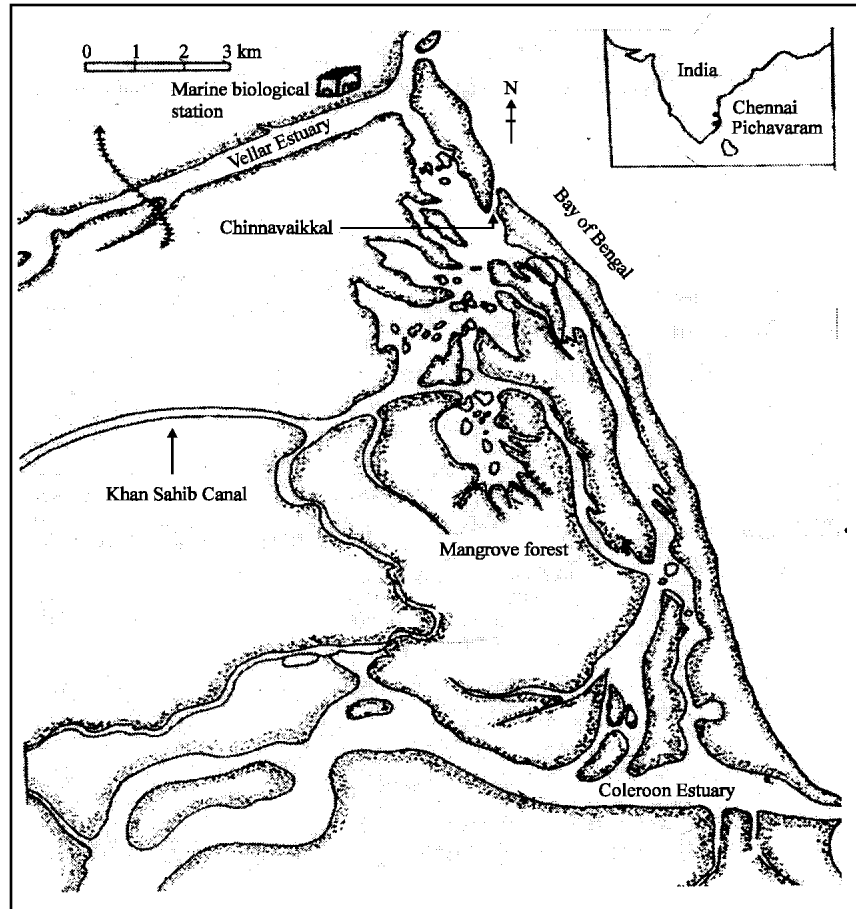 0 1 2 3 km
Marine biological
station
N
India
Chennai
Pichavaram
Vellar Estuary
Chinnavaikkal
Bay of Bengal
Khan Sahib Canal
Mangrove forest
Coleroon Estuary